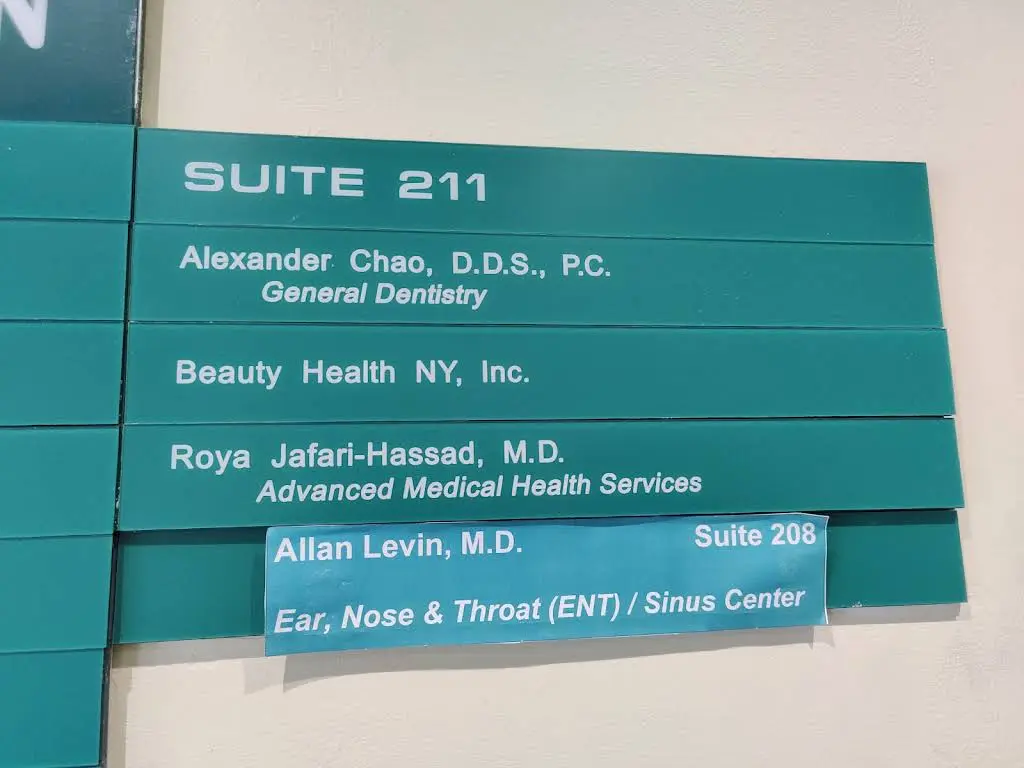 N
SUITE 211
Alexander Chao, D.D.S., P.C.
General Dentistry
Beauty Health NY, Inc.
Roya Jafari-Hassad, M.D.
Advanced Medical Health Services
Allan Levin, M.D. Suite 208
Ear, Nose & Throat (ENT) / Sinus Center